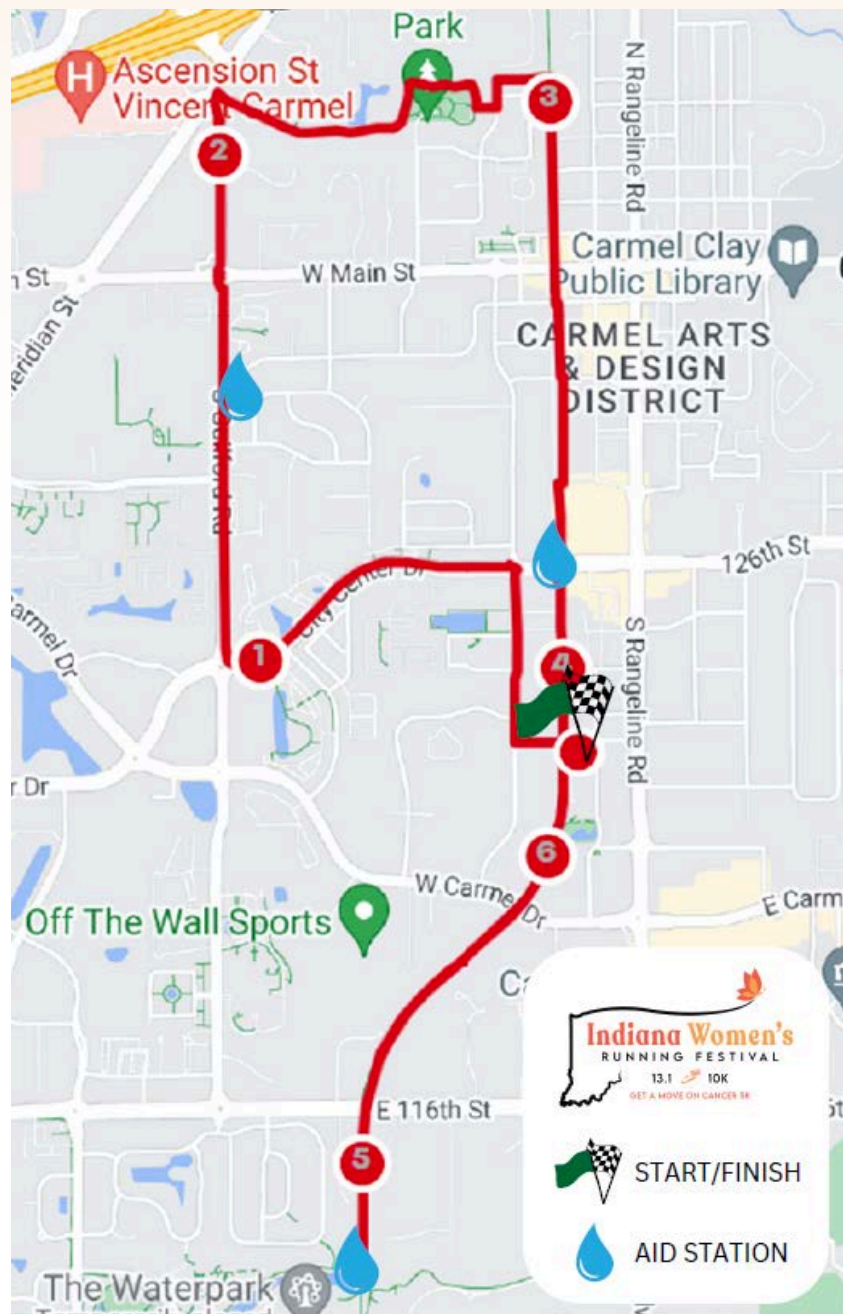 Park
H
Ascension St
Vincent Carmel
N Rangeline Rd
2
3
W Main St
Carmel Clay
Public Library
CARMEL ARTS
& DESIGN
DISTRICT
126th St
City Center Dr
1
4
S Rangeline Rd
6
W Carmel Dr
E Carm
Off The Wall Sports
E 116th St
5
The Waterpark
Indiana Women's
RUNNING FESTIVAL
13.1 10K
GET A MOVE ON CANCER 5K
START/FINISH
AID STATION